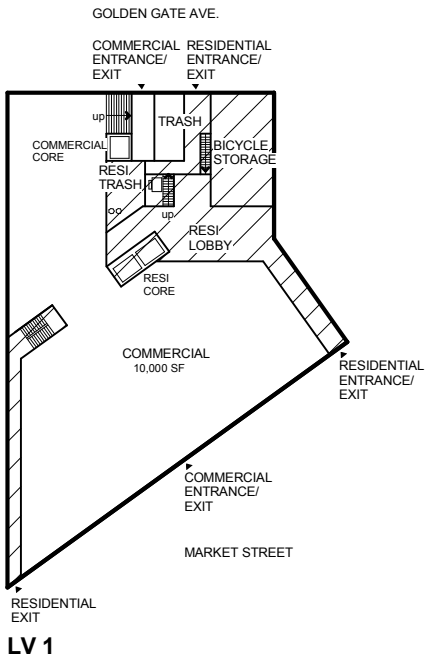 GOLDEN GATE AVE.
COMMERCIAL
ENTRANCE/
EXIT
RESIDENTIAL
ENTRANCE/
EXIT
up
TRASH
COMMERCIAL
CORE
BICYCLE
STORAGE
RESI
TRASH
up
RESI
LOBBY
RESI
CORE
COMMERCIAL
10,000 SF
RESIDENTIAL
ENTRANCE/
EXIT
COMMERCIAL
ENTRANCE/
EXIT
MARKET STREET
RESIDENTIAL
EXIT
LV 1